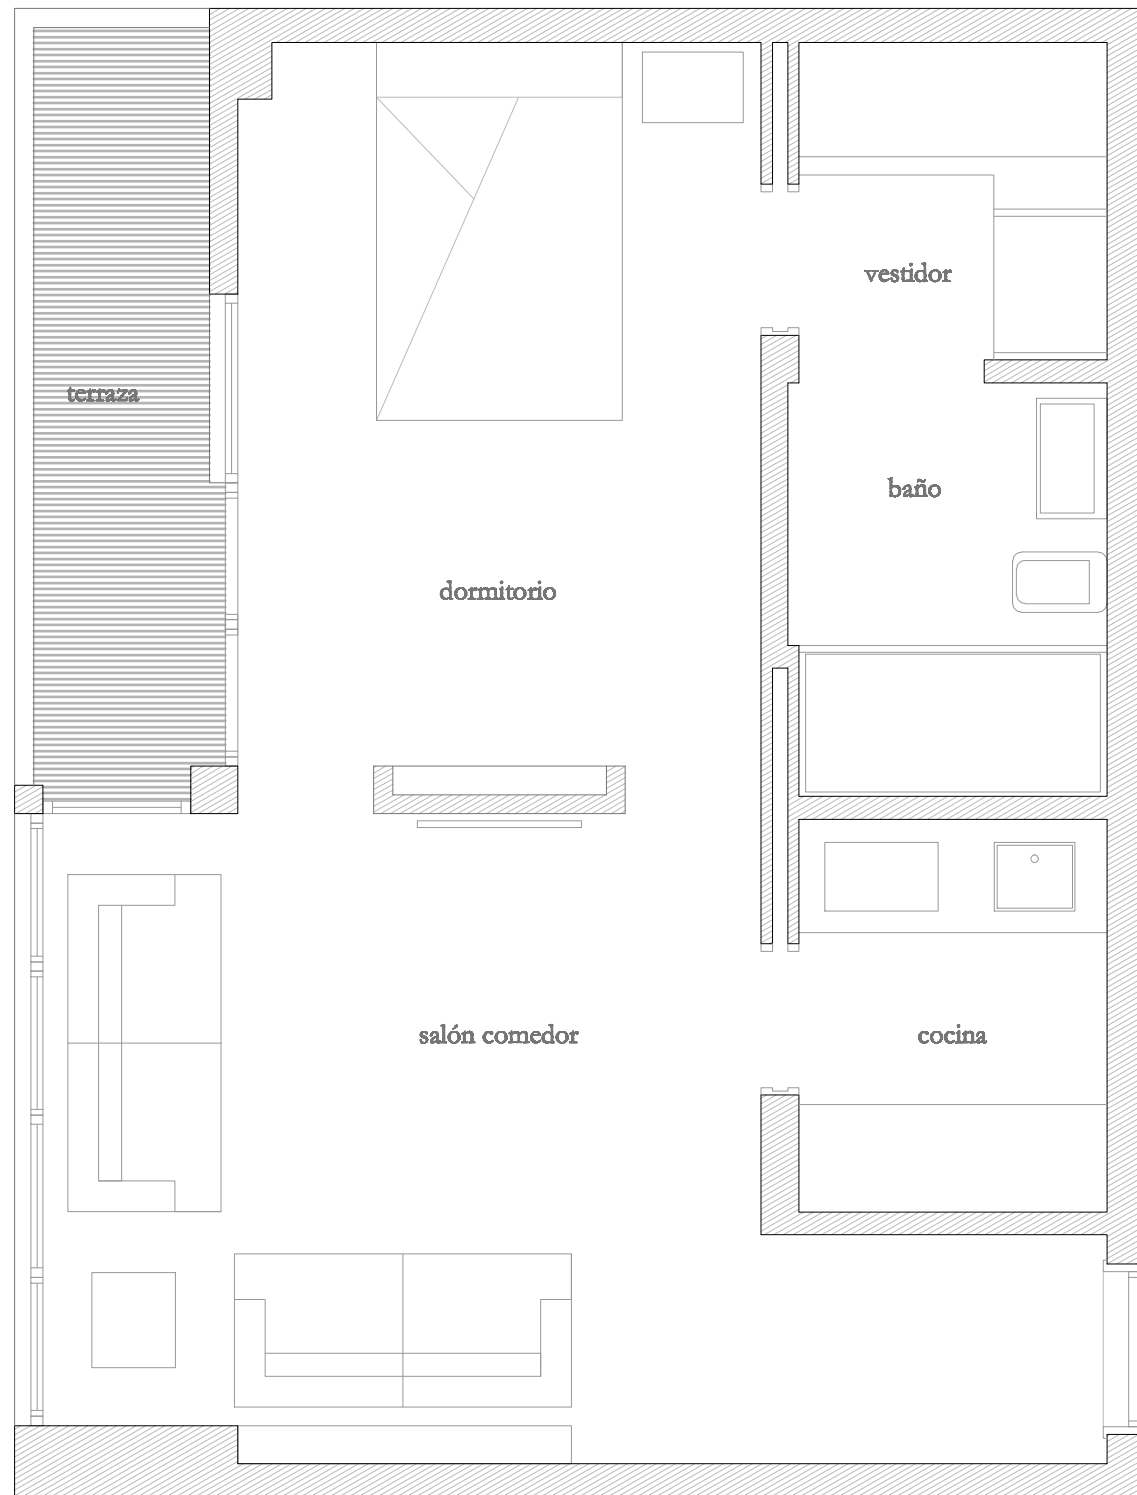 vestidor
terraza
baño
dormitorio
salón comedor
cocina